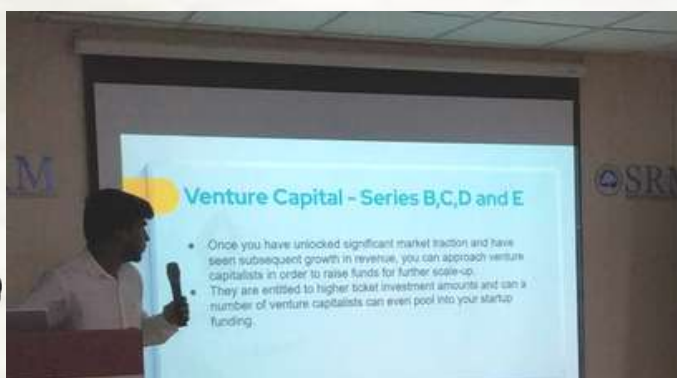 M
SRM
Venture Capital - Series B,C,D and E
• Once you have unlocked significant market traction and have
seen subsequent growth in revenue, you can approach venture
capitalists in order to raise funds for further scale-up.
• They are entitled to higher ticket investment amounts and can a
number of venture capitalists can even pool into your startup
funding.